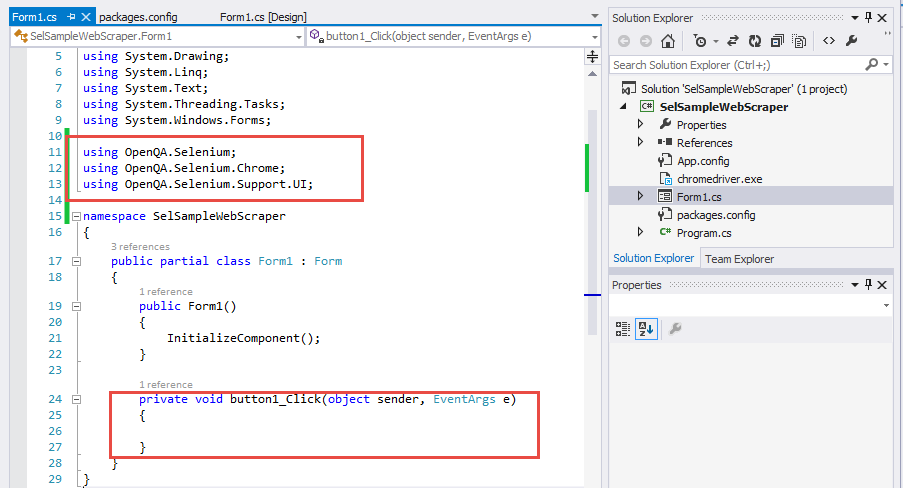 Form1.cs
packages.config
Form1.cs [Design]
SelSampleWebScraper.Form1
button1_Click(object sender, EventArgs e)
5 using System.Drawing;
6 using System.Linq;
7 using System.Text;
8 using System.Threading.Tasks;
9 using System.Windows.Forms;
10
11 using OpenQA.Selenium;
12 using OpenQA.Selenium.Chrome;
13 using OpenQA.Selenium.Support.UI;
14
15 namespace SelSampleWebScraper
16 {
3 references
17 public partial class Form1 : Form
18 {
1 reference
19 public Form1()
20 {
21 InitializeComponent();
22 }
23
1 reference
24 private void button1_Click(object sender, EventArgs e)
25 {
26
27 }
28 }
29 }
Solution Explorer
Search Solution Explorer (Ctrl+;)
Solution 'SelSampleWebScraper' (1 project)
C# SelSampleWebScraper
Properties
References
App.config
chromedriver.exe
Form1.cs
packages.config
C# Program.cs
Solution Explorer
Team Explorer
Properties